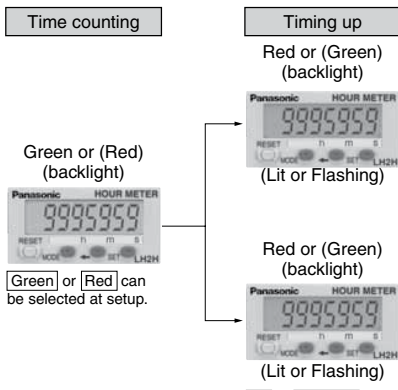 Time counting
Timing up
Red or (Green)
(backlight)
Panasonic HOUR METER
9995959
RESET h m s
MODE ← SET LH2H
(Lit or Flashing)
Green or (Red)
(backlight)
Panasonic HOUR METER
9995959
RESET h m s
MODE ← SET LH2H
Green or Red can
be selected at setup.
Red or (Green)
(backlight)
Panasonic HOUR METER
9995959
RESET h m s
MODE ← SET LH2H
(Lit or Flashing)